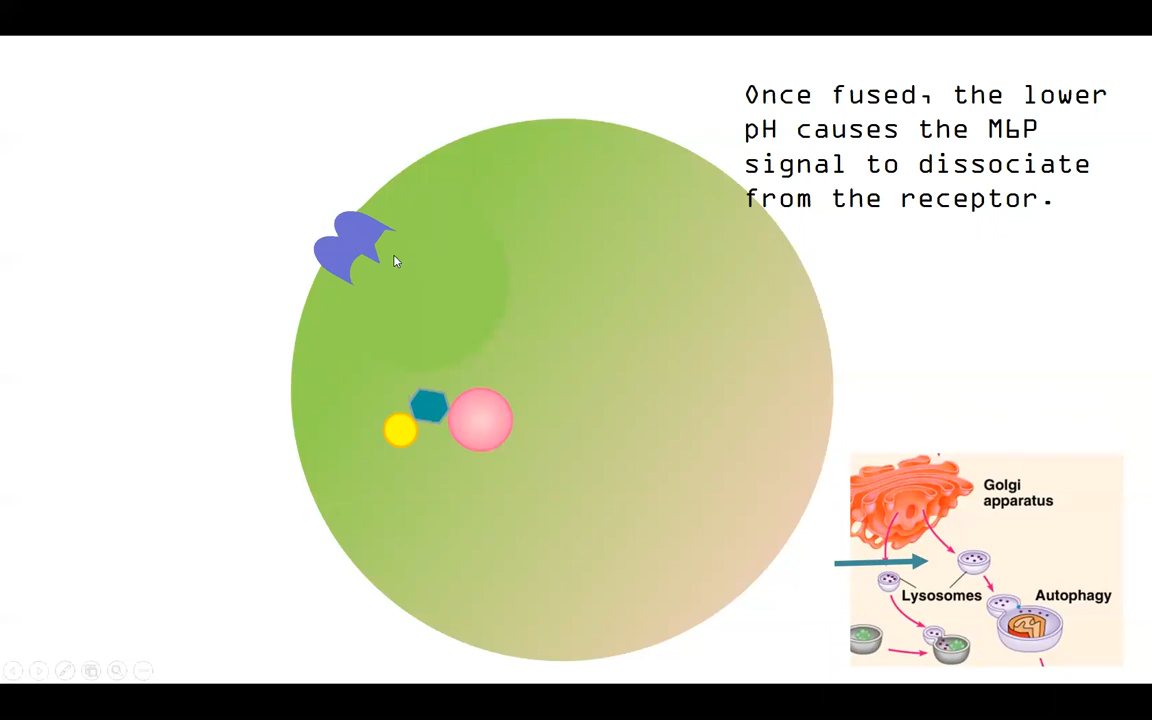 Once fused, the lower
pH causes the M6P
signal to dissociate
from the receptor.
Golgi
apparatus
Lysosomes
Autophagy